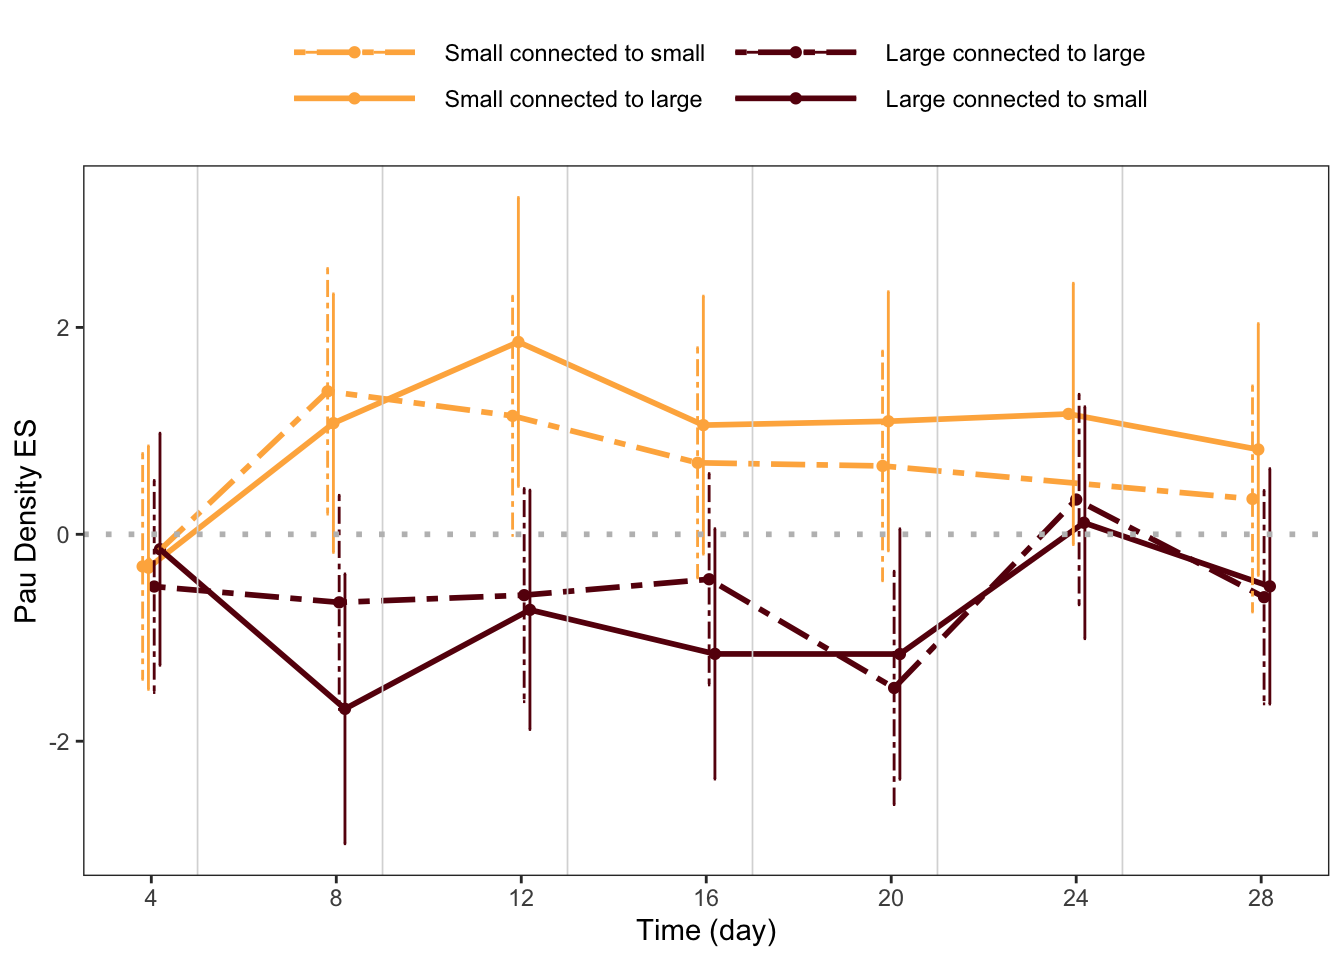 Small connected to small
Large connected to large
Small connected to large
Large connected to small
Pau Density ES
2
0
-2
4 8 12 16 20 24 28
Time (day)